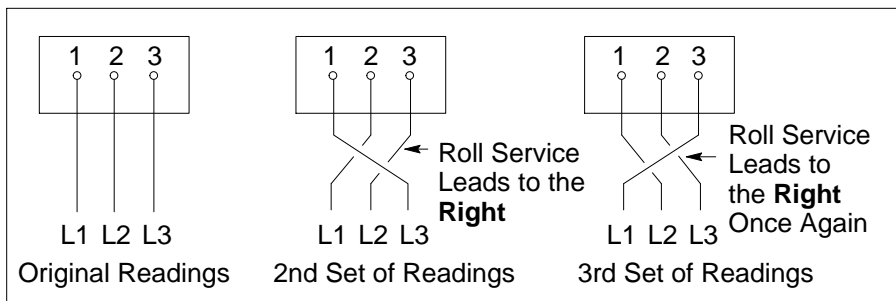 1 2 3
L1 L2 L3
Original Readings
1 2 3
Roll Service
Leads to the
Right
L1 L2 L3
2nd Set of Readings
1 2 3
Roll Service
Leads to
the Right
Once Again
L1 L2 L3
3rd Set of Readings